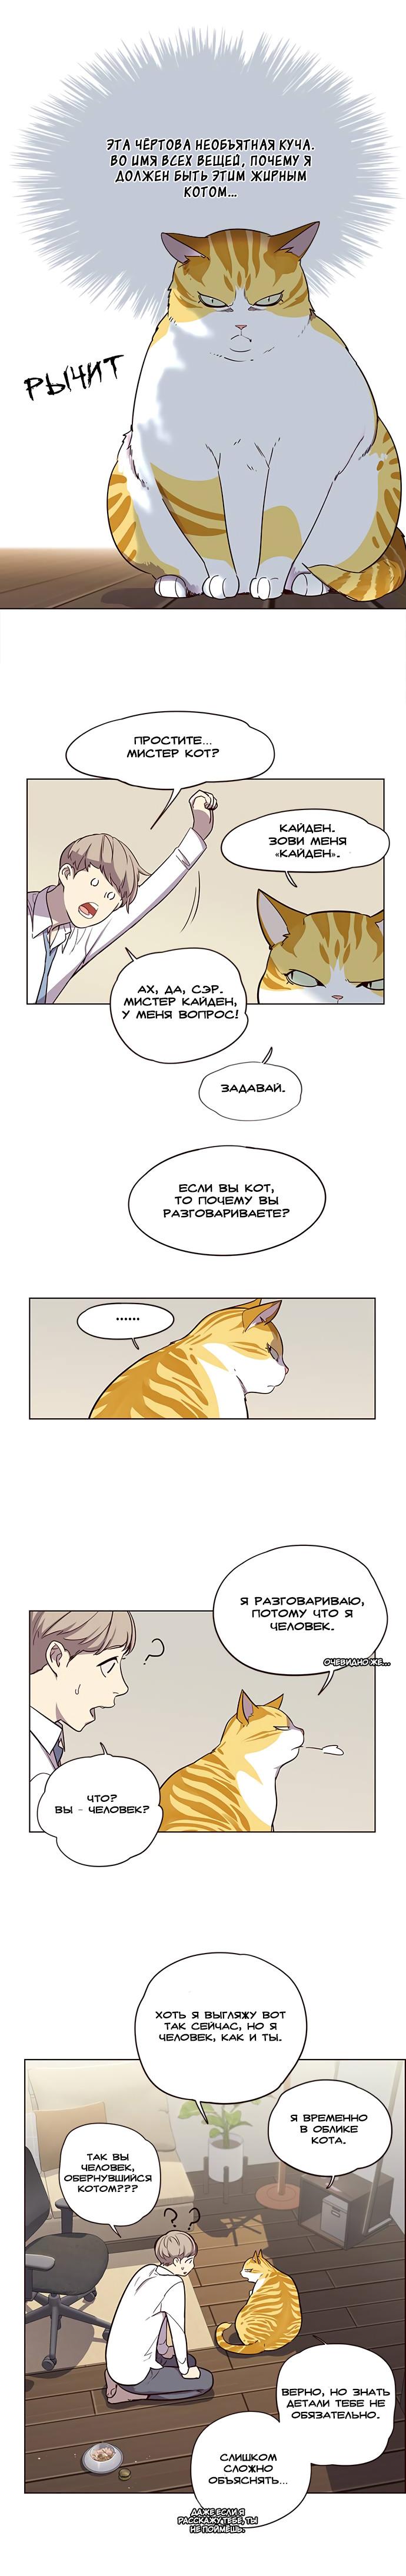 ЭТА ЧЁРТОВА НЕОБЪЯТНАЯ КУЧА.
ВО ИМЯ ВСЕХ ВЕЩЕЙ, ПОЧЕМУ Я
ДОЛЖЕН БЫТЬ ЭТИМ ЖИРНЫМ
КОТОМ...
РЫЧИТ
ПРОСТИТЕ...
МИСТЕР КОТ?
КАЙДЕН.
ЗОВИ МЕНЯ
«КАЙДЕН».
АХ, ДА, СЭР.
МИСТЕР КАЙДЕН,
У МЕНЯ ВОПРОС!
ЗАДАВАЙ.
ЕСЛИ ВЫ КОТ,
ТО ПОЧЕМУ ВЫ
РАЗГОВАРИВАЕТЕ?
......
Я РАЗГОВАРИВАЮ,
ПОТОМУ ЧТО Я
ЧЕЛОВЕК.
ОЧЕВИДНО ЖЕ...
?
ЧТО?
ВЫ - ЧЕЛОВЕК?
ХОТЬ Я ВЫГЛЯЖУ ВОТ
ТАК СЕЙЧАС, НО Я
ЧЕЛОВЕК, КАК И ТЫ.
Я ВРЕМЕННО
В ОБЛИКЕ
КОТА.
ТАК ВЫ
ЧЕЛОВЕК,
ОБЕРНУВШИЙСЯ
КОТОМ???
? ?
ВЕРНО, НО ЗНАТЬ
ДЕТАЛИ ТЕБЕ НЕ
ОБЯЗАТЕЛЬНО.
СЛИШКОМ
СЛОЖНО
ОБЪЯСНЯТЬ...
ДАЖЕ ЕСЛИ Я
РАССКАЖУ ТЕБЕ, ТЫ
НЕ ПОЙМЁШЬ.